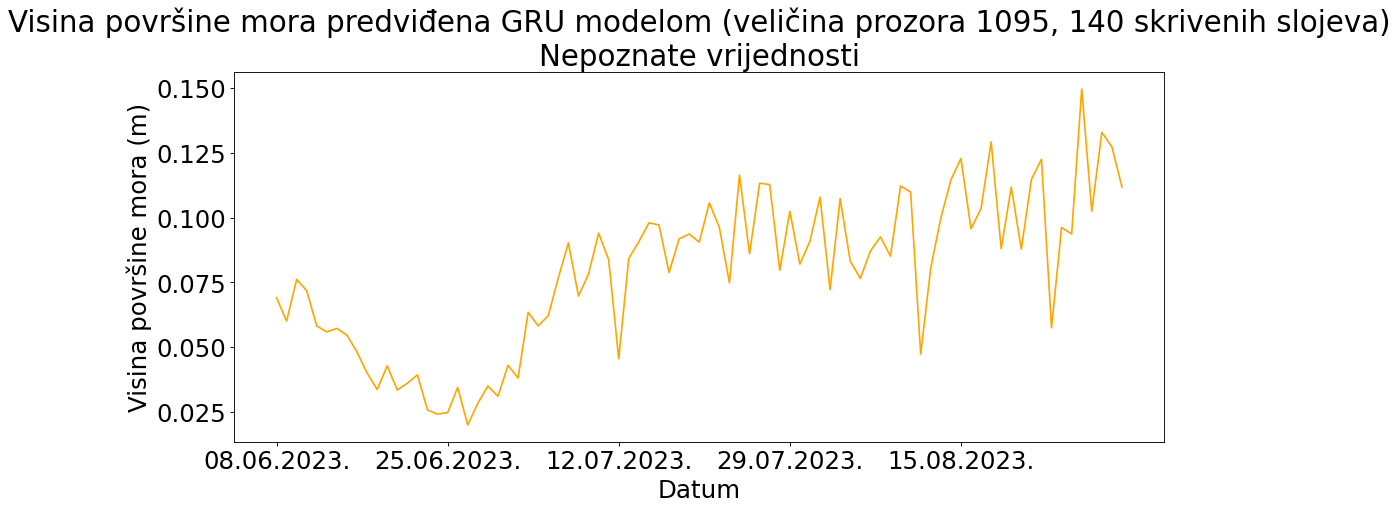 Visina površine mora predviđena GRU modelom (veličina prozora 1095, 140 skrivenih slojeva)
Nepoznate vrijednosti
Visina površine mora (m)
0.150
0.125
0.100
0.075
0.050
0.025
08.06.2023. 25.06.2023. 12.07.2023. 29.07.2023. 15.08.2023.
Datum